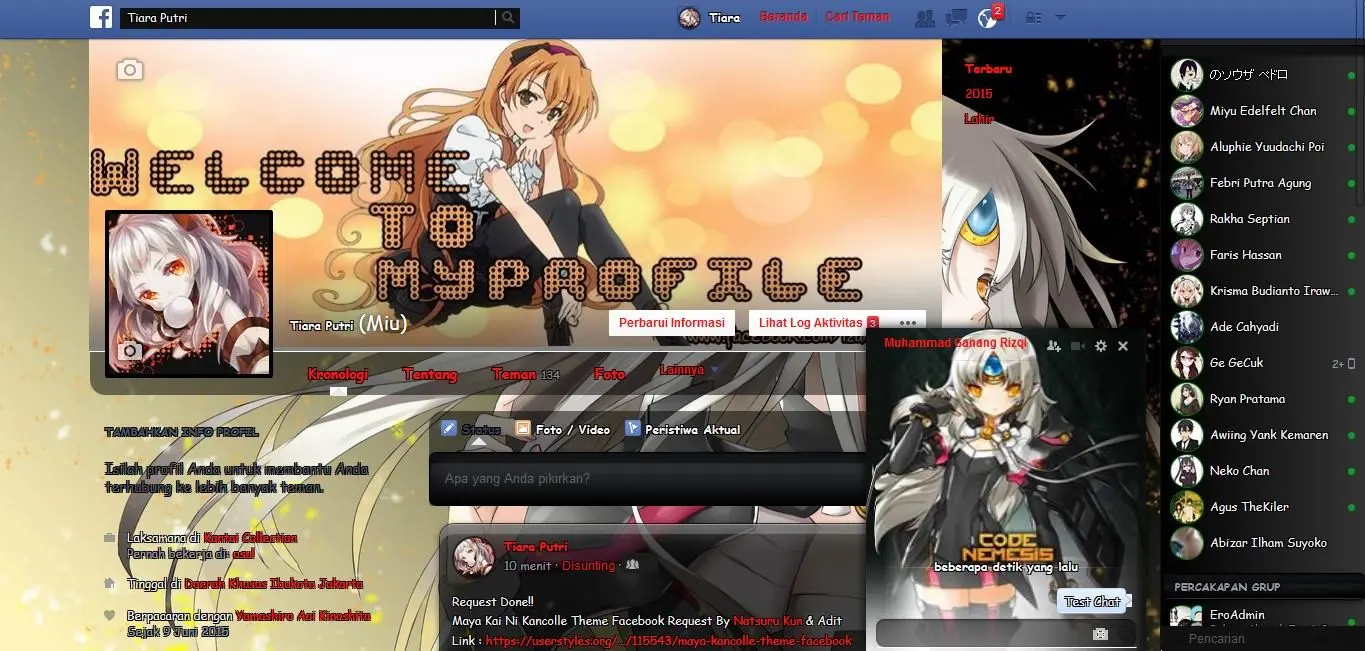 Tiara Putri
Tiara
Beranda
Cari Teman
2
WELCOME
TO
MY PROFILE
Tiara Putri (Miu)
Perbarui Informasi
Lihat Log Aktivitas 3
Kronologi
Tentang
Teman 134
Foto
Lainnya
Terbaru
2015
Lahir
TAMBAHKAN INFO PROFIL
Isilah profil Anda untuk membantu Anda
terhubung ke lebih banyak teman.
Laksamana di Kantai Collection
Pernah bekerja di: asu!
Tinggal di Daerah Khusus Ibukota Jakarta
Berpacaran dengan Yamashiro Aoi Kinoshita
Sejak 9 Juni 2015
Status
Foto / Video
Peristiwa Aktual
Apa yang Anda pikirkan?
Tiara Putri
10 menit · Disunting ·
Request Done!!
Maya Kai Ni Kancolle Theme Facebook Request By Natsuru Kun & Adit
Link : https://userstyles.org/.../115543/maya-kancolle-theme-facebook
Muhammad Ganang Rizqi
CODE
NEMESIS
beberapa detik yang lalu
Test Chat
のソウザ ペドロ
Miyu Edelfelt Chan
Aluphie Yuudachi Poi
Febri Putra Agung
Rakha Septian
Faris Hassan
Krisma Budianto Iraw...
Ade Cahyadi
Ge GeCuk 2+
Ryan Pratama
Awiing Yank Kemaren
Neko Chan
Agus TheKiler
Abizar Ilham Suyoko
PERCAKAPAN GRUP
EroAdmin
Pencarian